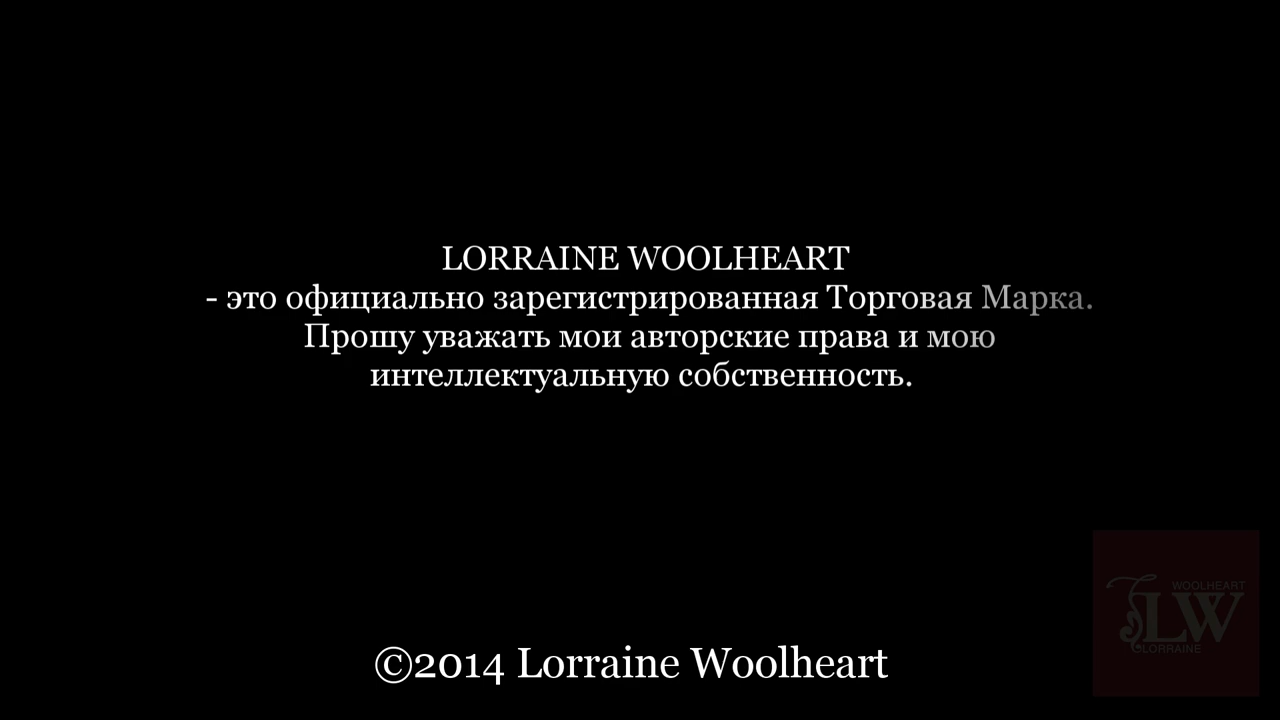 LORRAINE WOOLHEART
- это официально зарегистрированная Торговая Марка.
Прошу уважать мои авторские права и мою
интеллектуальную собственность.
WOOLHEART
LW
LORRAINE
©2014 Lorraine Woolheart